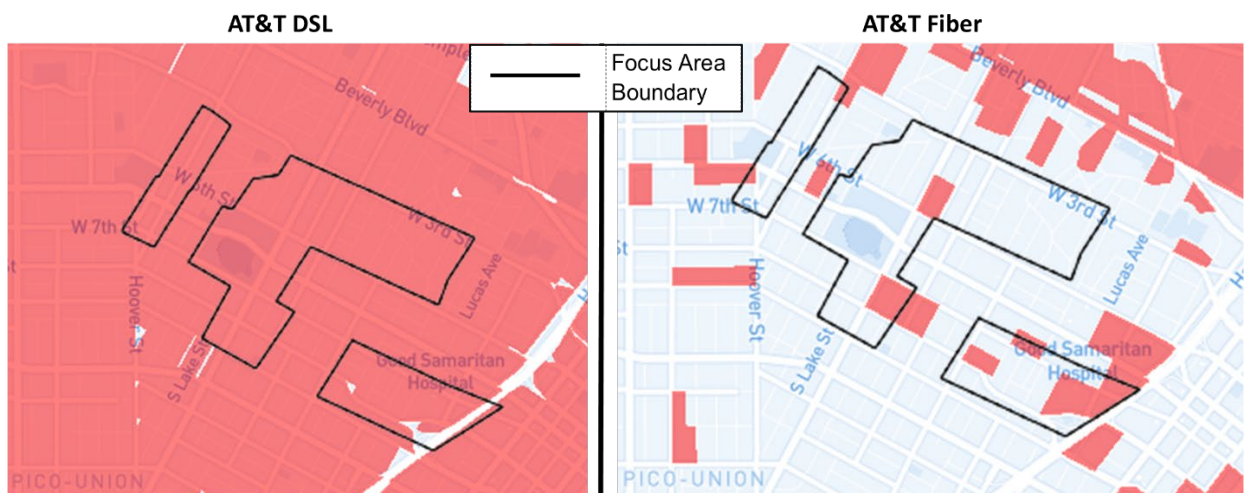 AT&T DSL
AT&T Fiber
Focus Area
Boundary
Beverly Blvd
W 6th St
W 7th St
W 3rd St
Lucas Ave
Hoover St
S Lake St
Good Samaritan
Hospital
PICO-UNION
Beverly Blvd
W 6th St
W 7th St
W 3rd St
Lucas Ave
Hoover St
S Lake St
Good Samaritan
Hospital
PICO-UNION